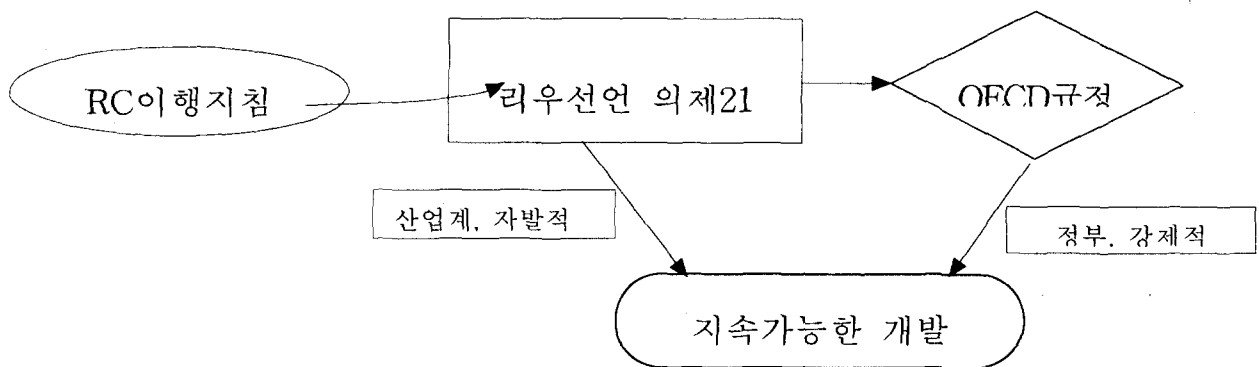 RC이행지침
리우선언 의제21
OECD규정
산업계, 자발적
정부, 강제적
지속가능한 개발